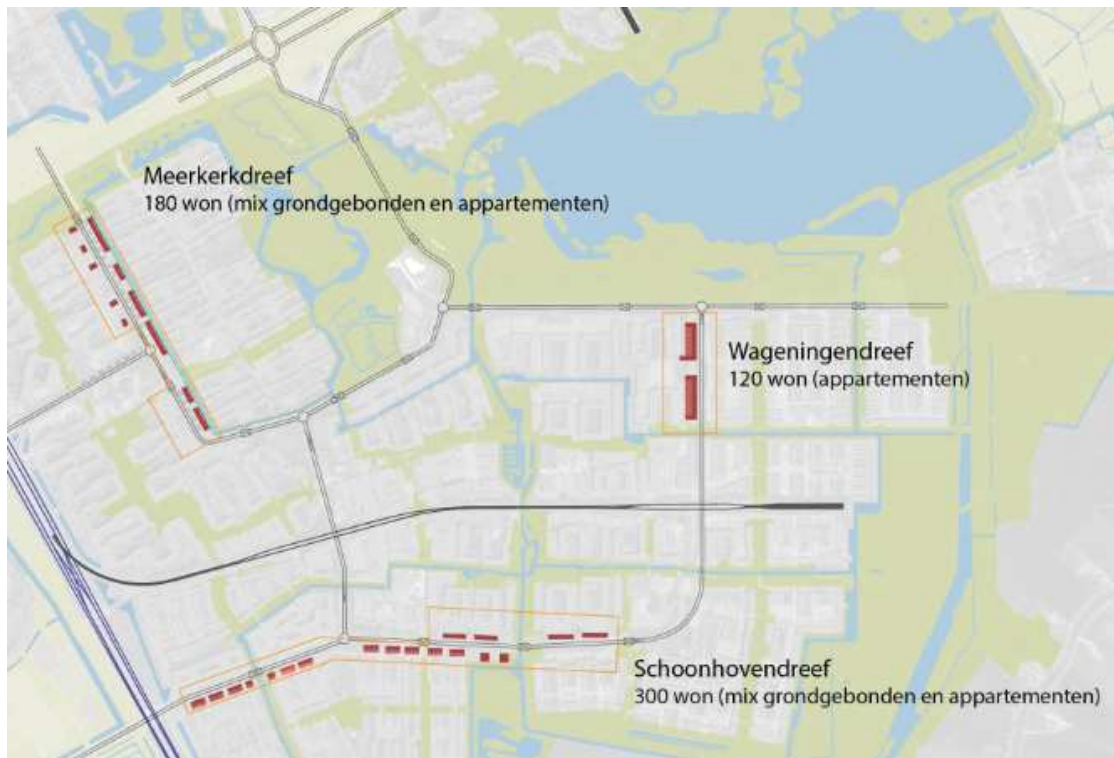 Meerkerkdreef
180 won (mix grondgebonden en appartementen)
Wageningendreef
120 won (appartementen)
Schoonhovendreef
300 won (mix grondgebonden en appartementen)